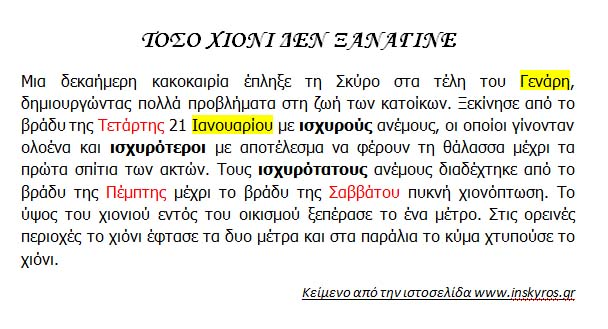 ΤΟΣΟ ΧΙΟΝΙ ΔΕΝ ΞΑΝΑΓΙΝΕ
Μια δεκαήμερη κακοκαιρία έπληξε τη Σκύρο στα τέλη του Γενάρη,
δημιουργώντας πολλά προβλήματα στη ζωή των κατοίκων. Ξεκίνησε από το
βράδυ της Τετάρτης 21 Ιανουαρίου με ισχυρούς ανέμους, οι οποίοι γίνονταν
ολοένα και ισχυρότεροι με αποτέλεσμα να φέρουν τη θάλασσα μέχρι τα
πρώτα σπίτια των ακτών. Τους ισχυρότατους ανέμους διαδέχτηκε από το
βράδυ της Πέμπτης μέχρι το βράδυ της Σαββάτου πυκνή χιονόπτωση. Το
ύψος του χιονιού εντός του οικισμού ξεπέρασε το ένα μέτρο. Στις ορεινές
περιοχές το χιόνι έφτασε τα δυο μέτρα και στα παράλια το κύμα χτυπούσε το
χιόνι.
Κείμενο από την ιστοσελίδα www.inskyros.gr